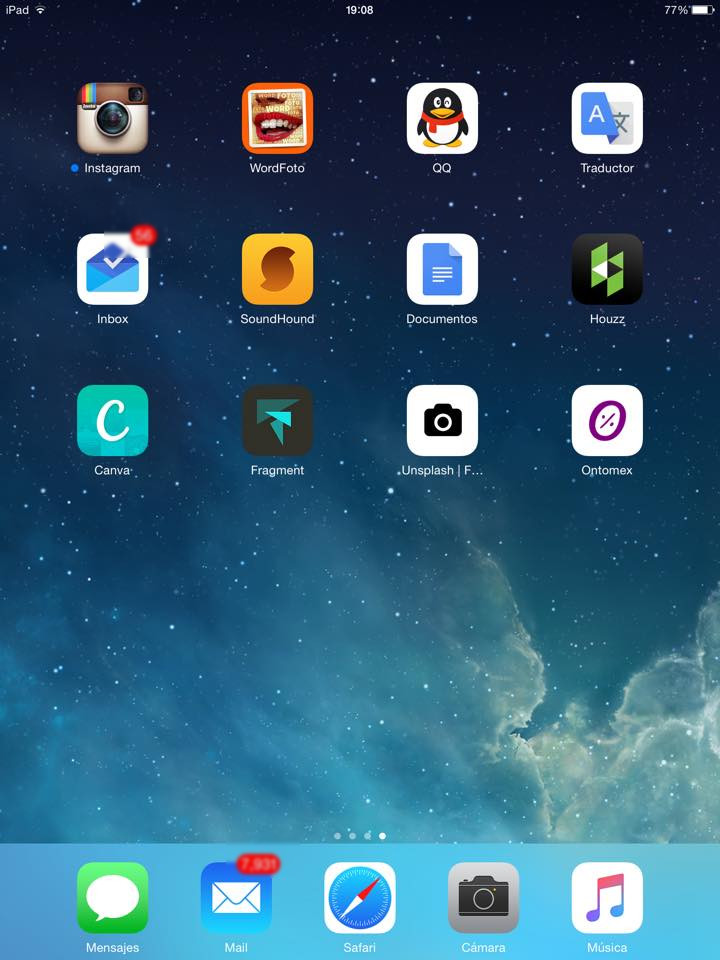 iPad 19:08 77%
Instagram WordFoto QQ Traductor
Inbox SoundHound Documentos Houzz
Canva Fragment Unsplash | F... Ontomex
7,931
Mensajes Mail Safari Cámara Música